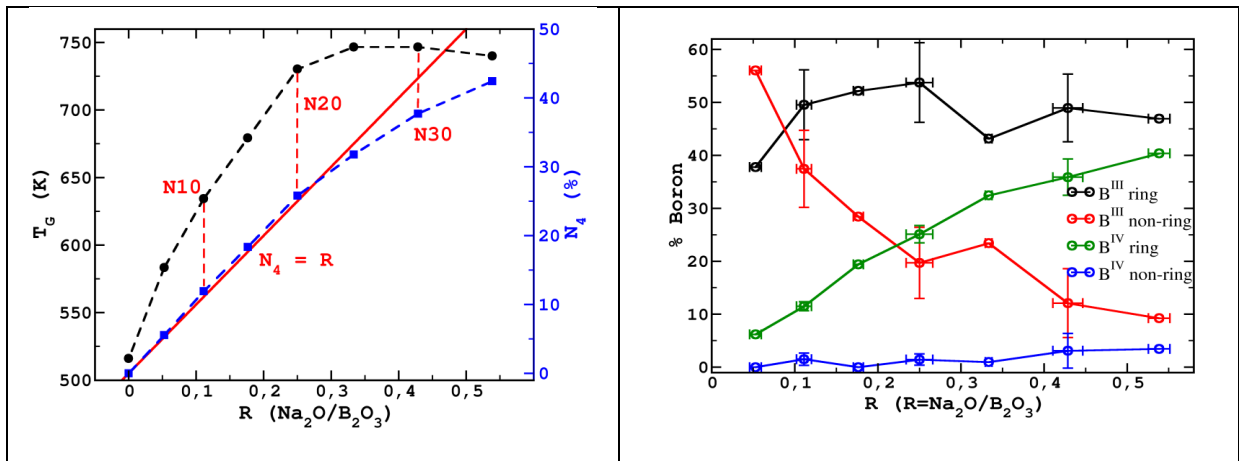 750
700
650
600
550
500
T_G (K)
50
40
30
20
10
0
N_4 (%)
N10
N20
N30
N_4 = R
0
0,1
0,2
0,3
0,4
0,5
R (Na_2O/B_2O_3)
60
50
40
30
20
10
0
% Boron
B^III ring
B^III non-ring
B^IV ring
B^IV non-ring
0
0,1
0,2
0,3
0,4
0,5
R (R=Na_2O/B_2O_3)